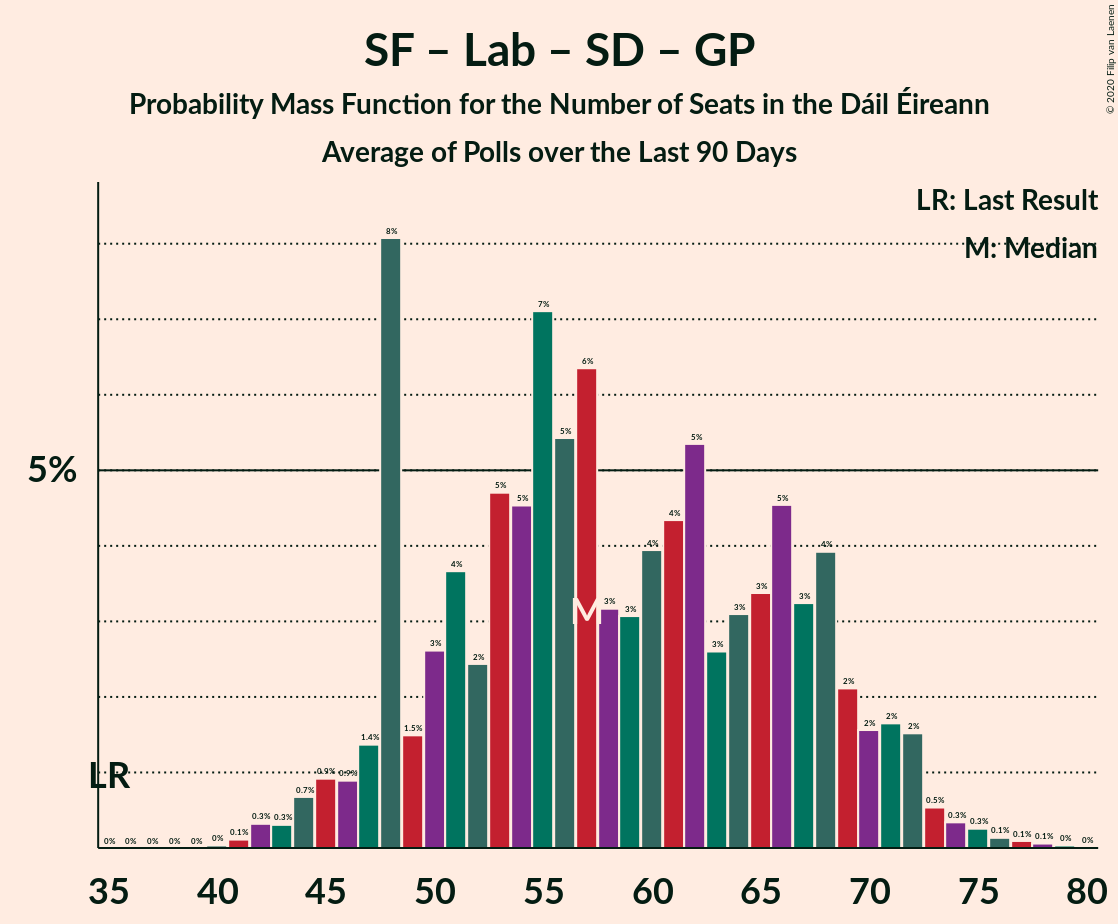 SF – Lab – SD – GP
Probability Mass Function for the Number of Seats in the Dáil Éireann
Average of Polls over the Last 90 Days
© 2020 Filip van Laenen
LR: Last Result
M: Median
5%
LR
M
0% 0% 0% 0% 0% 0% 0.1% 0.3% 0.3% 0.7% 0.9% 0.9% 1.4% 8% 1.5% 3% 4% 2% 5% 5% 7% 5% 6% 3% 3% 4% 4% 5% 3% 3% 3% 5% 3% 4% 2% 2% 2% 2% 0.5% 0.3% 0.3% 0.1% 0.1% 0.1% 0% 0%
35 40 45 50 55 60 65 70 75 80